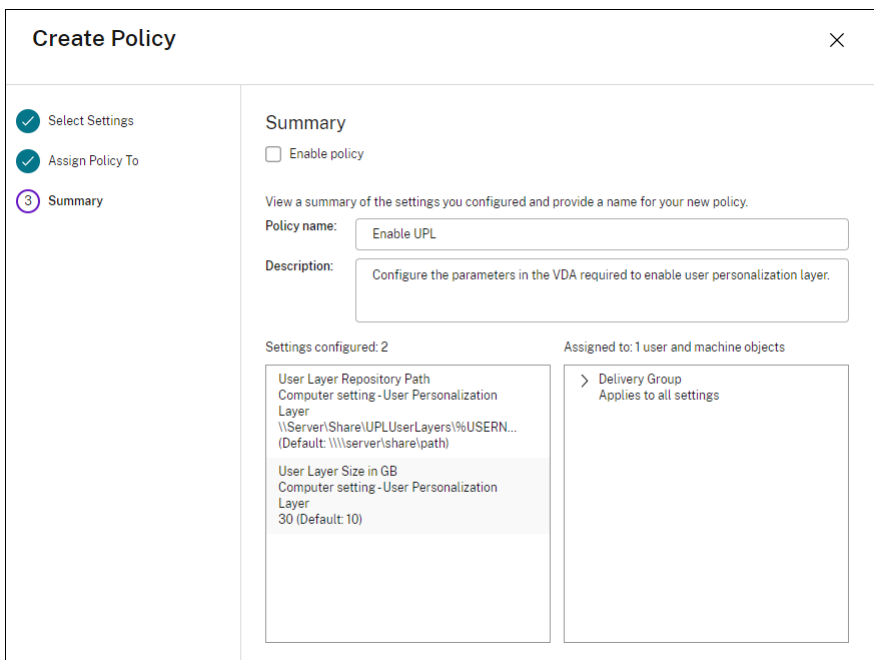 Create Policy
Select Settings
Assign Policy To
3 Summary
Summary
Enable policy
View a summary of the settings you configured and provide a name for your new policy.
Policy name:
Enable UPL
Description:
Configure the parameters in the VDA required to enable user personalization layer.
Settings configured: 2
User Layer Repository Path
Computer setting - User Personalization
Layer
\\Server\Share\UPLUserLayers\%USERN...
(Default: \\\\server\share\path)
User Layer Size in GB
Computer setting - User Personalization
Layer
30 (Default: 10)
Assigned to: 1 user and machine objects
Delivery Group
Applies to all settings